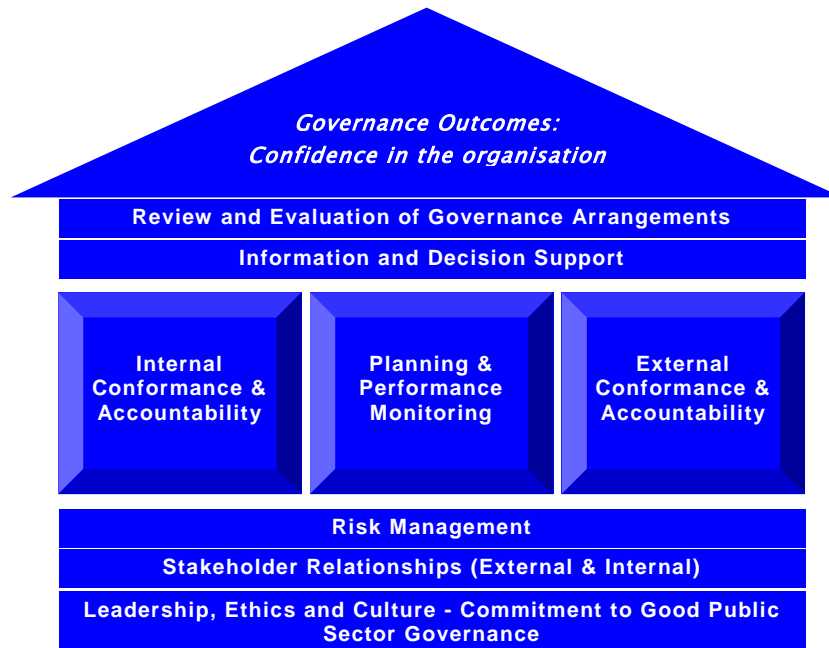 Governance Outcomes:
Confidence in the organisation
Review and Evaluation of Governance Arrangements
Information and Decision Support
Internal
Conformance &
Accountability
Planning &
Performance
Monitoring
External
Conformance &
Accountability
Risk Management
Stakeholder Relationships (External & Internal)
Leadership, Ethics and Culture - Commitment to Good Public
Sector Governance